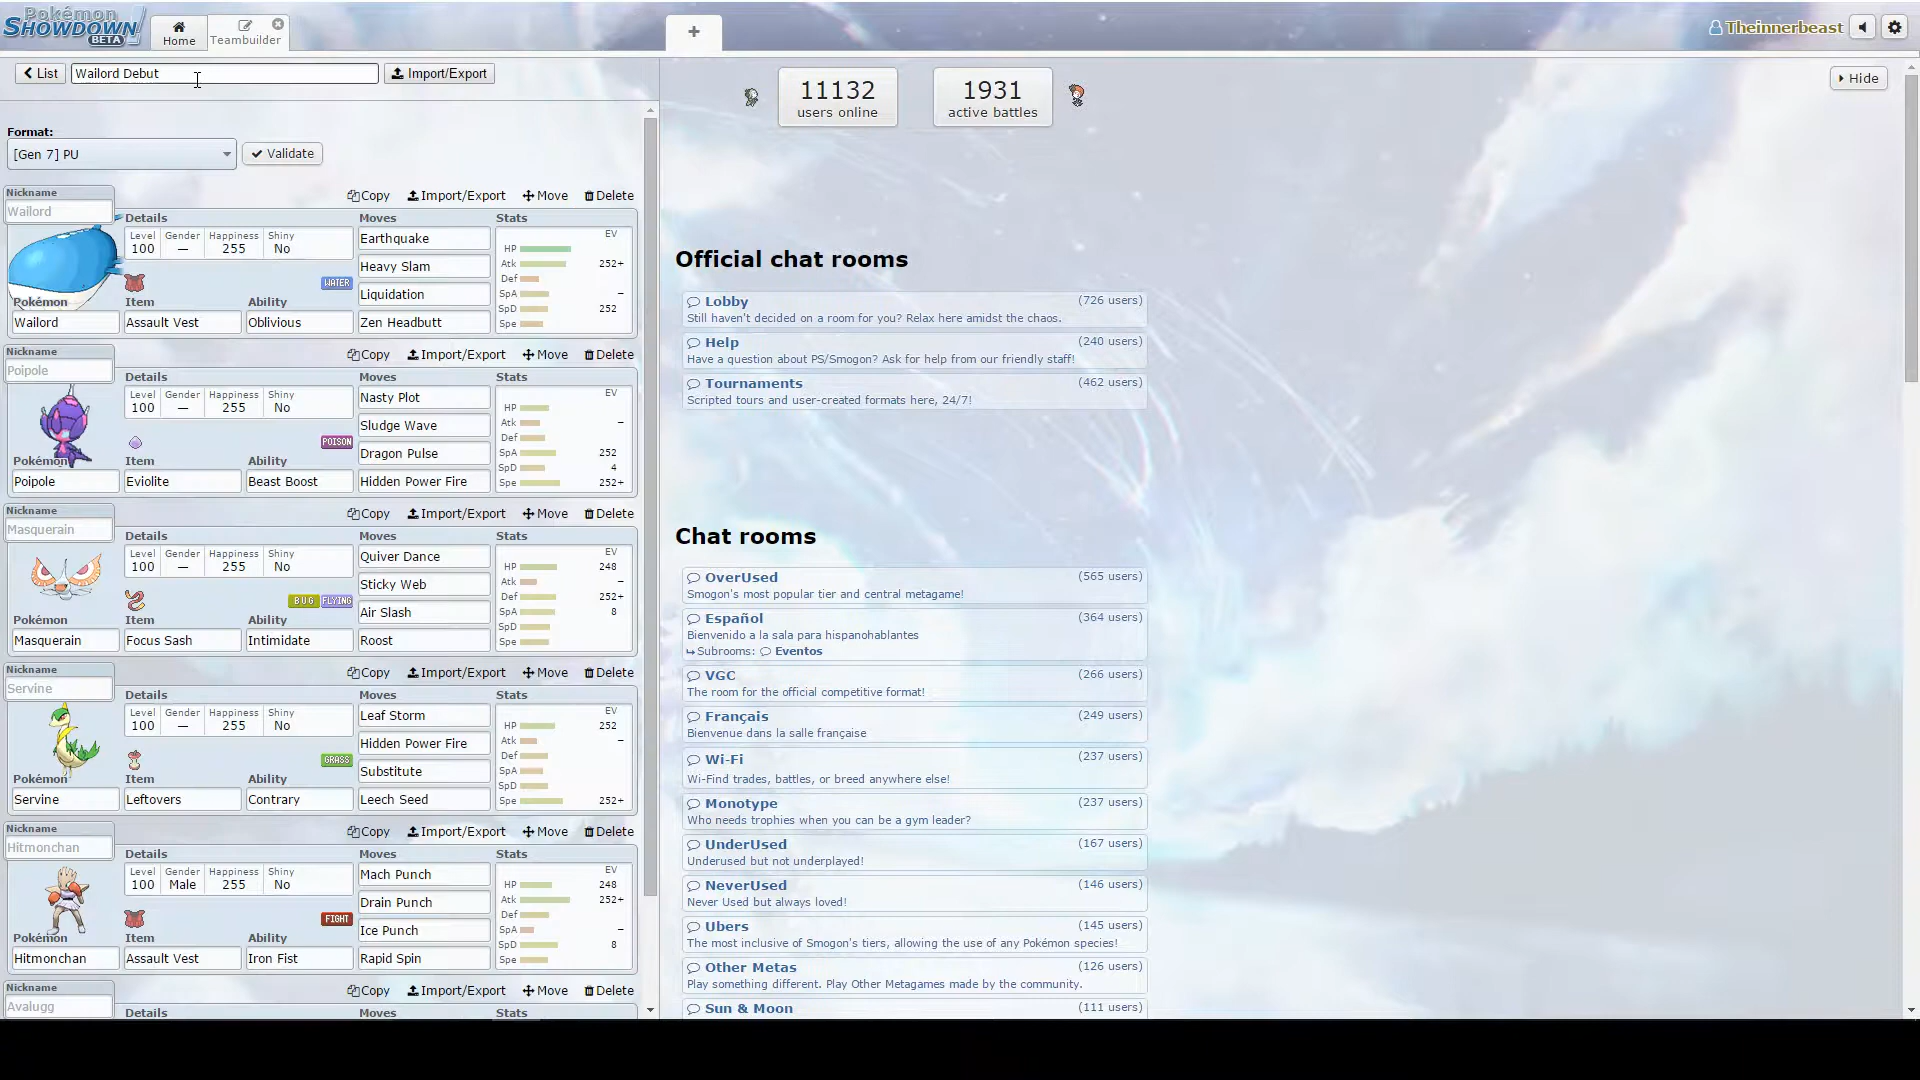 Pokémon
SHOWDOWN!
BETA
Home
Teambuilder
+
Theinnerbeast
List
Wailord Debut
Import/Export
11132
users online
1931
active battles
Hide
Format:
[Gen 7] PU
Validate
Nickname
Wailord
Copy Import/Export Move Delete
Details Moves Stats
Level Gender Happiness Shiny
100 — 255 No
Earthquake
Heavy Slam
Liquidation
Zen Headbutt
EV
HP
Atk 252+
Def
SpA –
SpD 252
Spe
WATER
Pokémon Item Ability
Wailord Assault Vest Oblivious
Nickname
Poipole
Copy Import/Export Move Delete
Details Moves Stats
Level Gender Happiness Shiny
100 — 255 No
Nasty Plot
Sludge Wave
Dragon Pulse
Hidden Power Fire
EV
HP
Atk –
Def
SpA 252
SpD 4
Spe 252+
POISON
Pokémon Item Ability
Poipole Eviolite Beast Boost
Nickname
Masquerain
Copy Import/Export Move Delete
Details Moves Stats
Level Gender Happiness Shiny
100 — 255 No
Quiver Dance
Sticky Web
Air Slash
Roost
EV
HP 248
Atk –
Def 252+
SpA 8
SpD
Spe
BUG FLYING
Pokémon Item Ability
Masquerain Focus Sash Intimidate
Nickname
Servine
Copy Import/Export Move Delete
Details Moves Stats
Level Gender Happiness Shiny
100 — 255 No
Leaf Storm
Hidden Power Fire
Substitute
Leech Seed
EV
HP 252
Atk –
Def
SpA
SpD
Spe 252+
GRASS
Pokémon Item Ability
Servine Leftovers Contrary
Nickname
Hitmonchan
Copy Import/Export Move Delete
Details Moves Stats
Level Gender Happiness Shiny
100 Male 255 No
Mach Punch
Drain Punch
Ice Punch
Rapid Spin
EV
HP 248
Atk 252+
Def
SpA –
SpD 8
Spe
FIGHT
Pokémon Item Ability
Hitmonchan Assault Vest Iron Fist
Nickname
Avalugg
Copy Import/Export Move Delete
Details Moves Stats
Official chat rooms
Lobby (726 users)
Still haven't decided on a room for you? Relax here amidst the chaos.
Help (240 users)
Have a question about PS/Smogon? Ask for help from our friendly staff!
Tournaments (462 users)
Scripted tours and user-created formats here, 24/7!
Chat rooms
OverUsed (565 users)
Smogon's most popular tier and central metagame!
Español (364 users)
Bienvenido a la sala para hispanohablantes
Subrooms: Eventos
VGC (266 users)
The room for the official competitive format!
Français (249 users)
Bienvenue dans la salle française
Wi-Fi (237 users)
Wi-Find trades, battles, or breed anywhere else!
Monotype (237 users)
Who needs trophies when you can be a gym leader?
UnderUsed (167 users)
Underused but not underplayed!
NeverUsed (146 users)
Never Used but always loved!
Ubers (145 users)
The most inclusive of Smogon's tiers, allowing the use of any Pokémon species!
Other Metas (126 users)
Play something different. Play Other Metagames made by the community.
Sun & Moon (111 users)